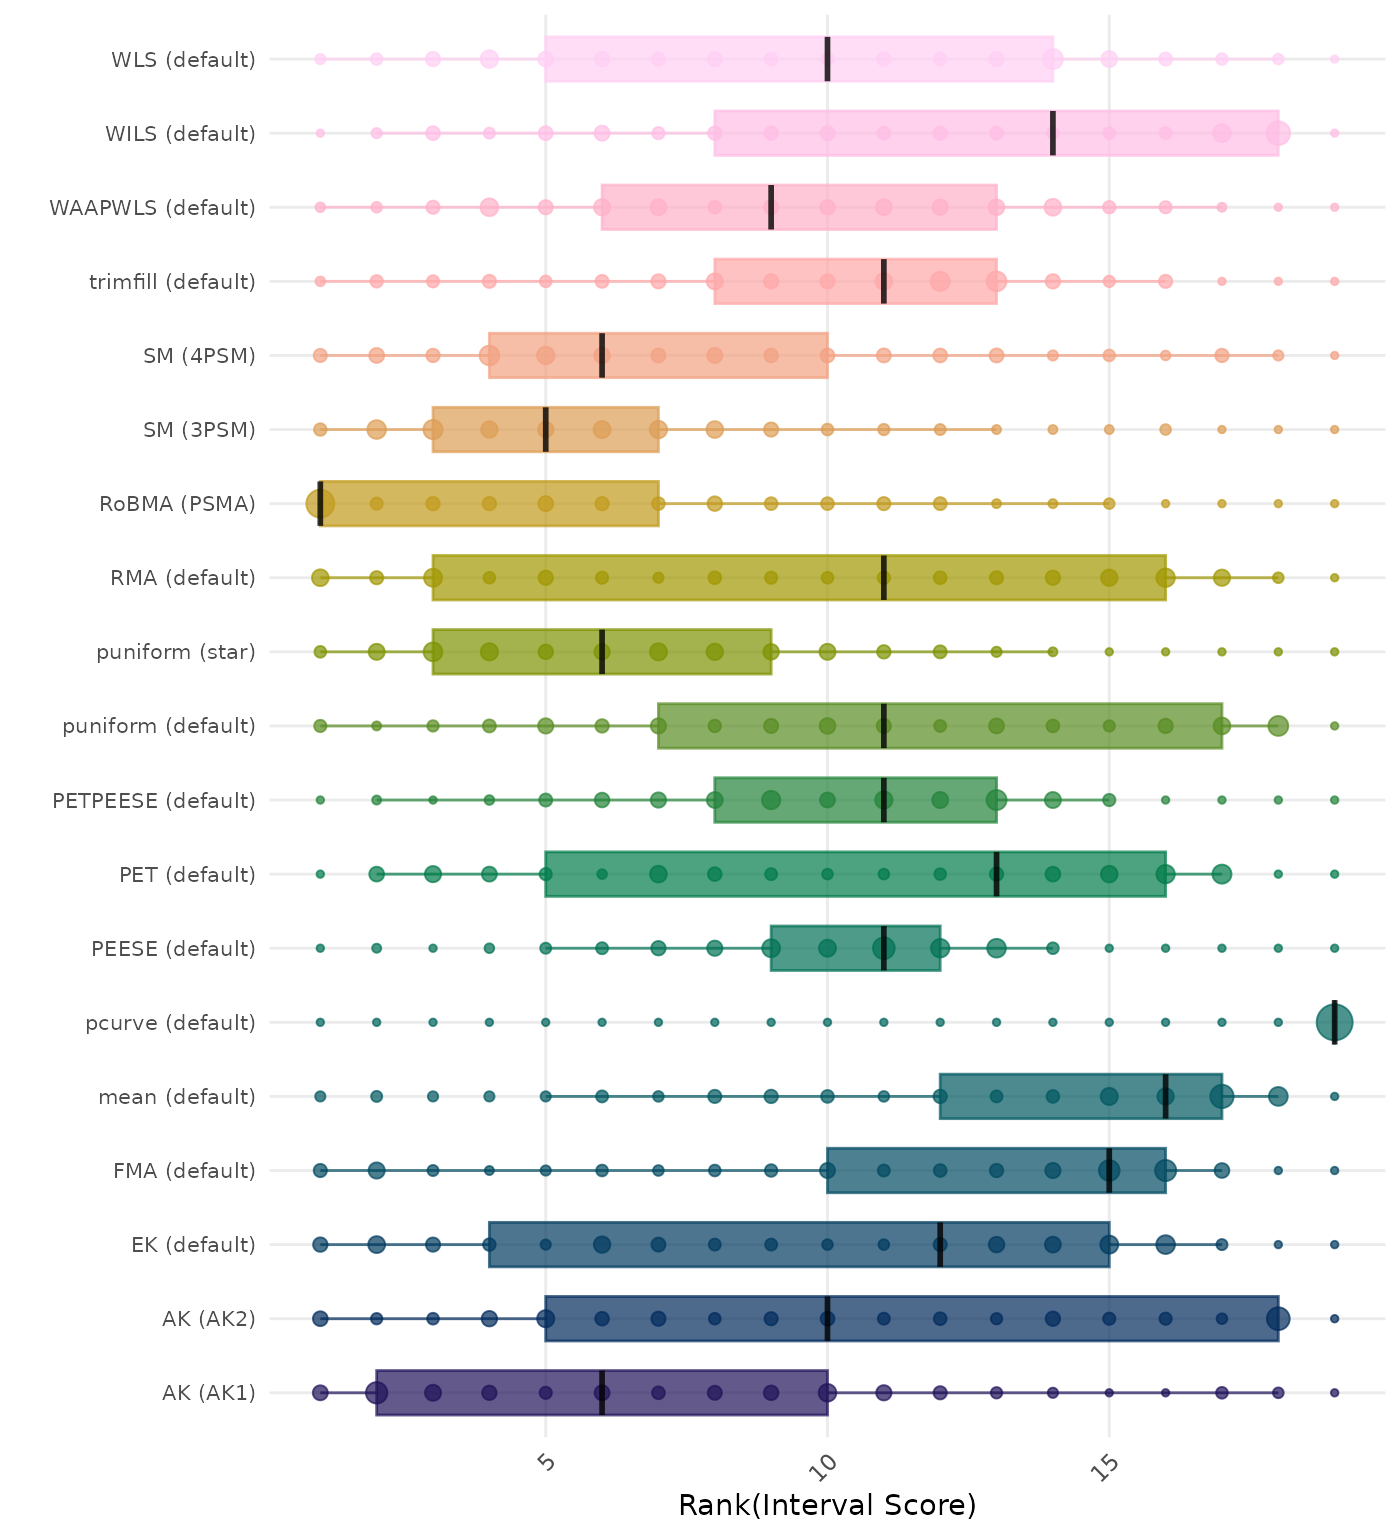 WLS (default)
WILS (default)
WAAPWLS (default)
trimfill (default)
SM (4PSM)
SM (3PSM)
RoBMA (PSMA)
RMA (default)
puniform (star)
puniform (default)
PETPEESE (default)
PET (default)
PEESE (default)
pcurve (default)
mean (default)
FMA (default)
EK (default)
AK (AK2)
AK (AK1)
5
10
15
Rank(Interval Score)